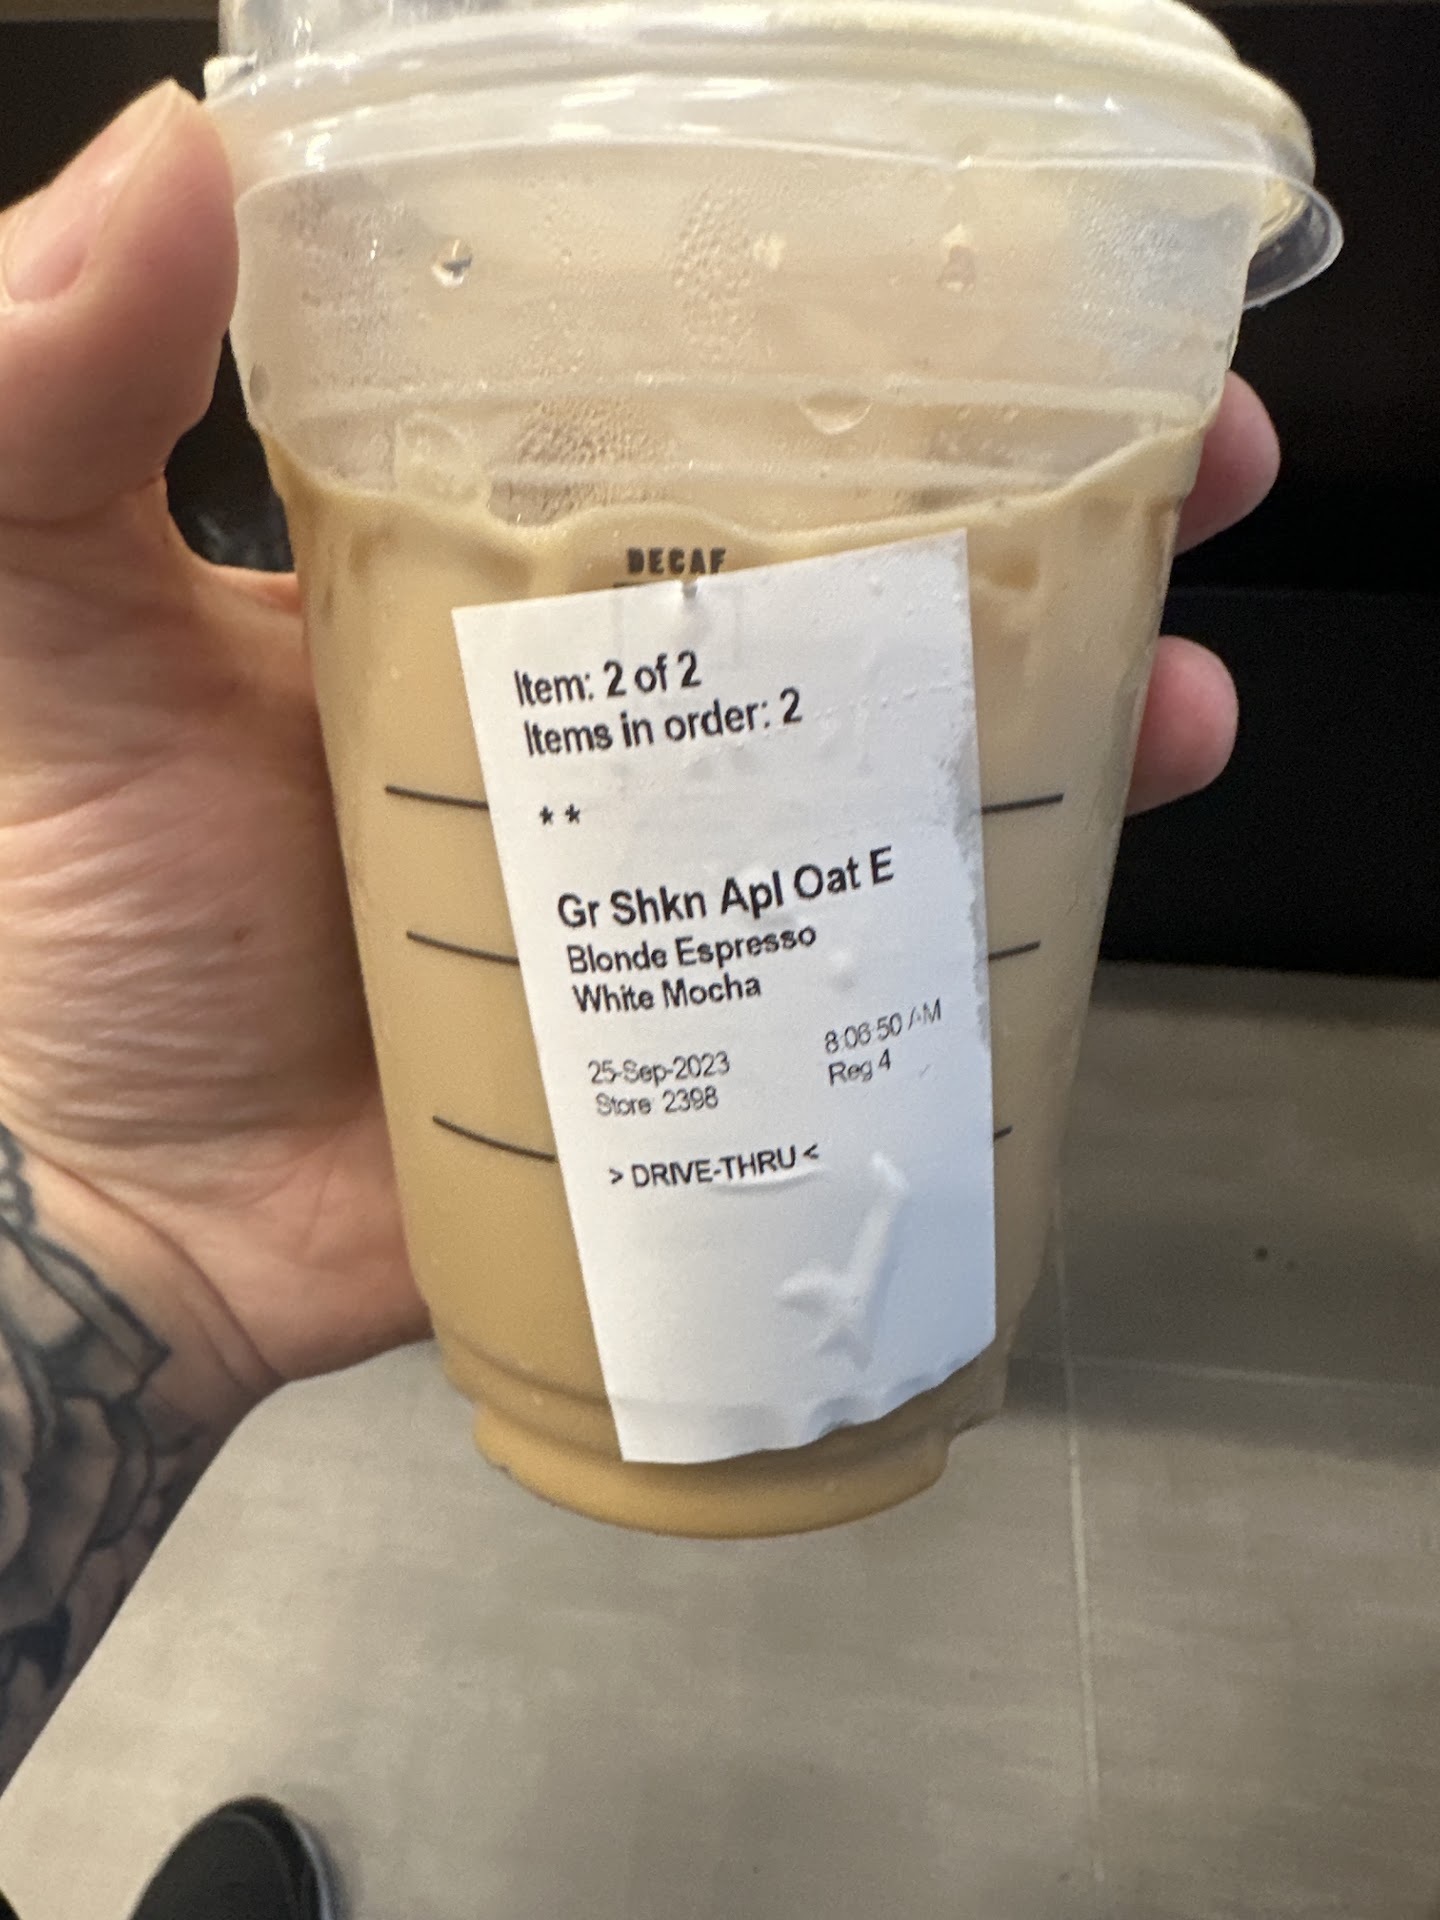 DECAF
Item: 2 of 2
Items in order: 2
**
Gr Shkn Apl Oat E
Blonde Espresso
White Mocha
25-Sep-2023 8:06:50 AM
Store 2398 Reg 4
> DRIVE-THRU <